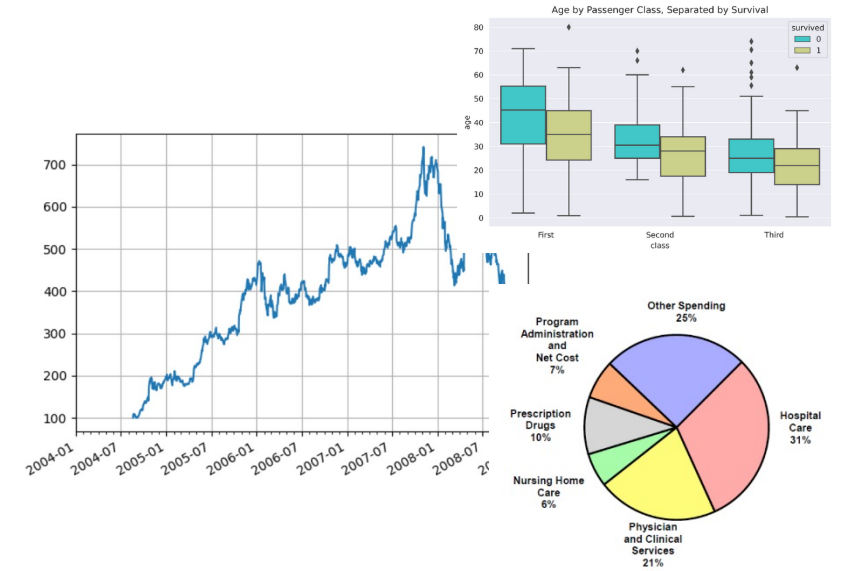 Age by Passenger Class, Separated by Survival
80
70
60
50
40
30
20
10
0
age
survived
0
1
First
Second
Third
class
700
600
500
400
300
200
100
2004-01
2004-07
2005-01
2005-07
2006-01
2006-07
2007-01
2007-07
2008-01
2008-07
Other Spending
25%
Program
Administration
and
Net Cost
7%
Prescription
Drugs
10%
Nursing Home
Care
6%
Physician
and Clinical
Services
21%
Hospital
Care
31%